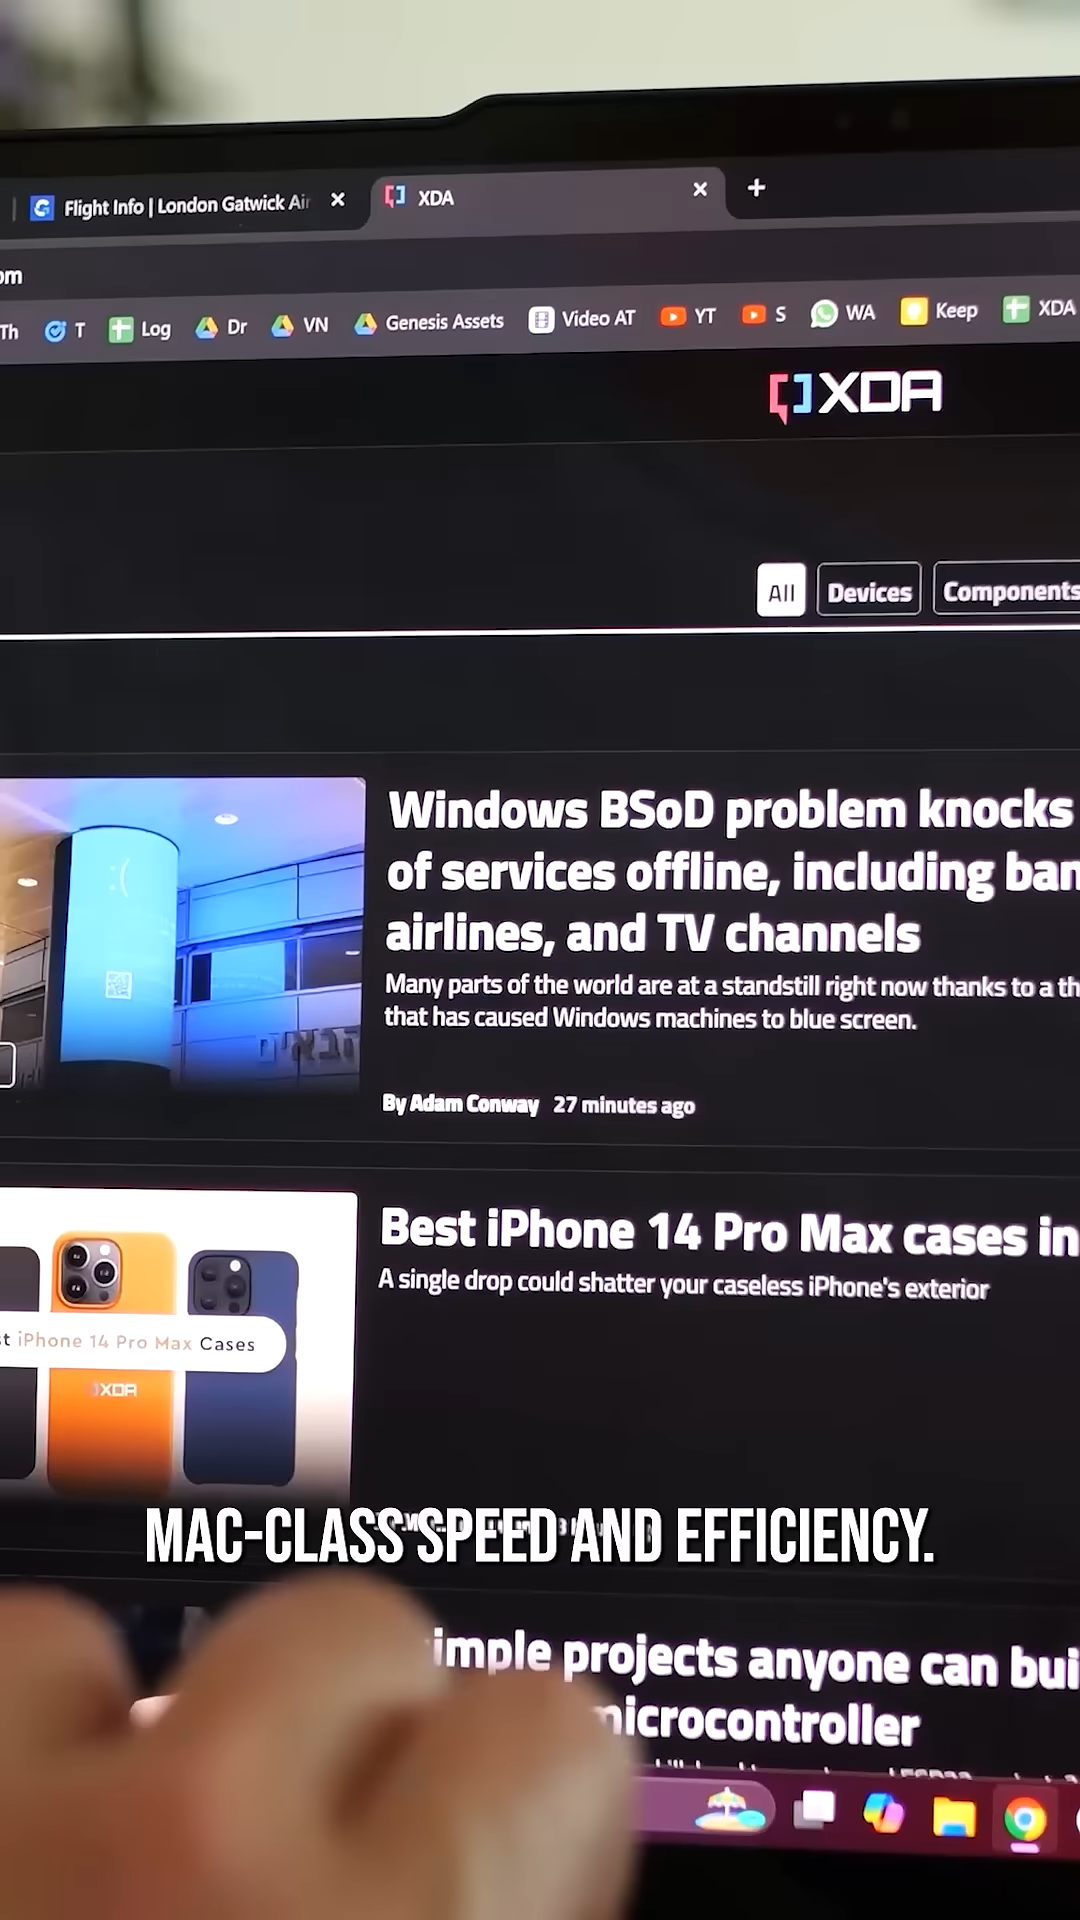 Flight Info | London Gatwick Air
XDA
om
Th
T
Log
Dr
VN
Genesis Assets
Video AT
YT
S
WA
Keep
XDA
XDA
All
Devices
Components
Windows BSoD problem knocks
of services offline, including ban
airlines, and TV channels
Many parts of the world are at a standstill right now thanks to a th
that has caused Windows machines to blue screen.
By Adam Conway 27 minutes ago
:(
הבאים
Best iPhone 14 Pro Max cases in
A single drop could shatter your caseless iPhone's exterior
st iPhone 14 Pro Max Cases
XDA
MAC-CLASS SPEED AND EFFICIENCY.
imple projects anyone can bui
microcontroller